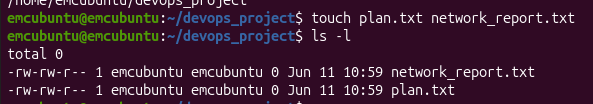 /home/emcubuntu/devops_project
emcubuntu@emcubuntu:~/devops_project$ touch plan.txt network_report.txt
emcubuntu@emcubuntu:~/devops_project$ ls -l
total 0
-rw-rw-r-- 1 emcubuntu emcubuntu 0 Jun 11 10:59 network_report.txt
-rw-rw-r-- 1 emcubuntu emcubuntu 0 Jun 11 10:59 plan.txt